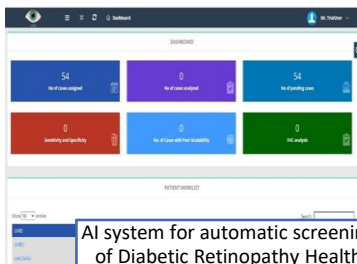 Dashboard
Mr. Trialuser
DASHBOARD
54
No of cases assigned
0
No of cases analyzed
54
No of pending cases
0
Sensitivity and Specificity
0
No. of Cases with Poor Gradability
0
analysis
PATIENT WORKLIST
Show 10 entries
Search:
AI system for automatic screenin
of Diabetic Retinopathy Health